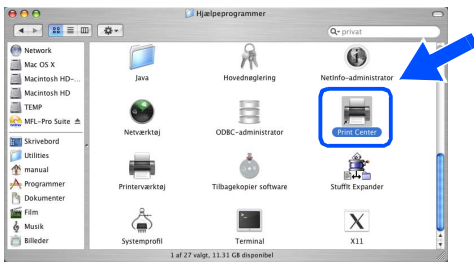 Hjælpeprogrammer
privat
Network
Mac OS X
Macintosh HD-...
Macintosh HD
TEMP
MFL-Pro Suite
Skrivebord
Utilities
manual
Programmer
Dokumenter
Film
Musik
Billeder
Java
Hovednøglering
NetInfo-administrator
Netværktøj
ODBC-administrator
Print Center
Printerværktøj
Tilbagekopier software
StuffIt Expander
Systemprofil
Terminal
X11
1 af 27 valgt, 11.31 GB disponibel